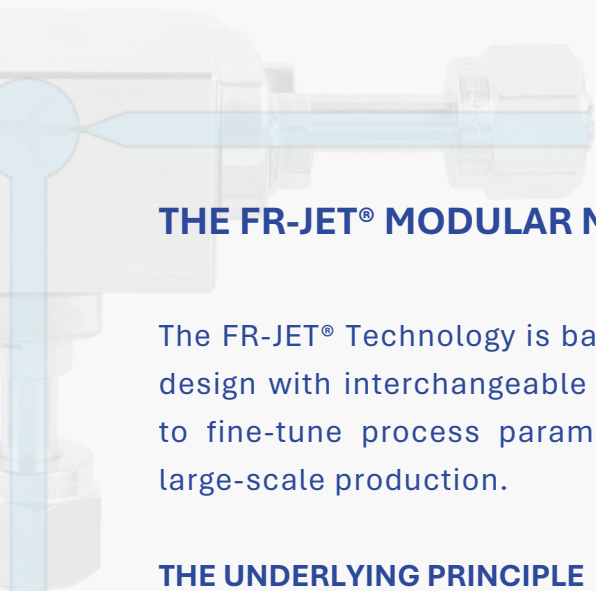 THE FR-JET® MODULAR
The FR-JET® Technology is
design with interchangeable
to fine-tune process
large-scale production.
THE UNDERLYING PRINCIPLE